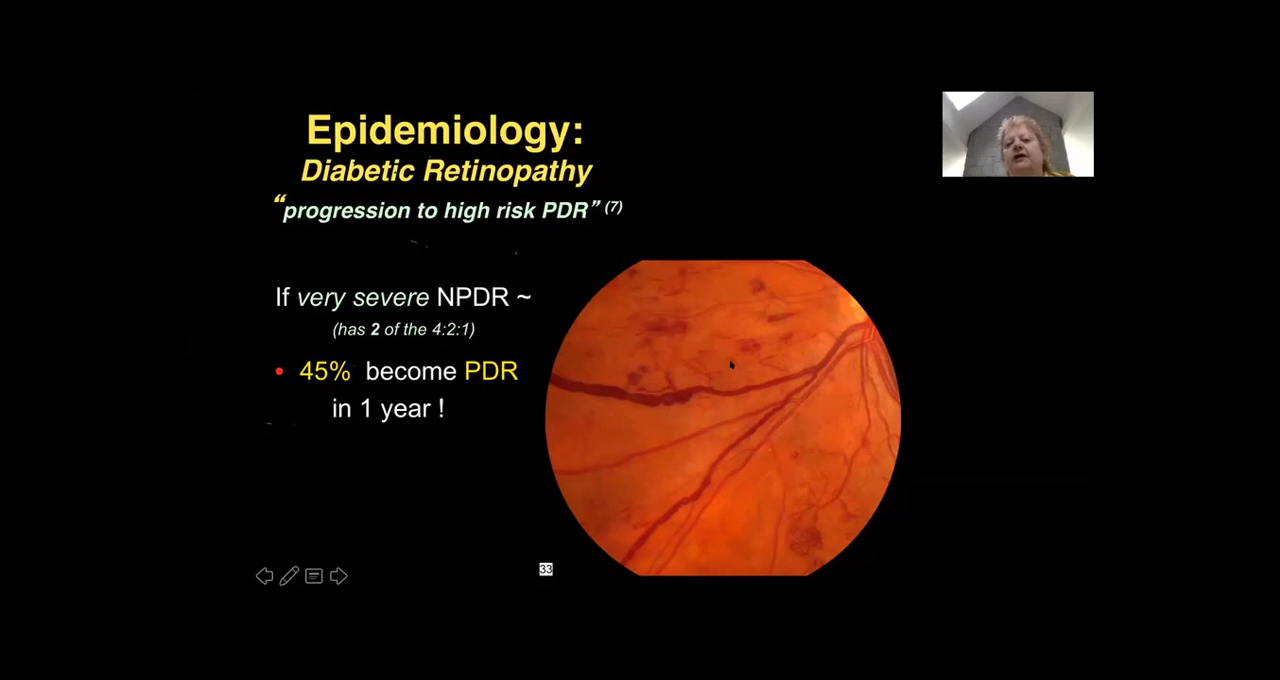 Epidemiology:
Diabetic Retinopathy
“progression to high risk PDR” (7)
If very severe NPDR ~
(has 2 of the 4:2:1)
• 45% become PDR
in 1 year !
33